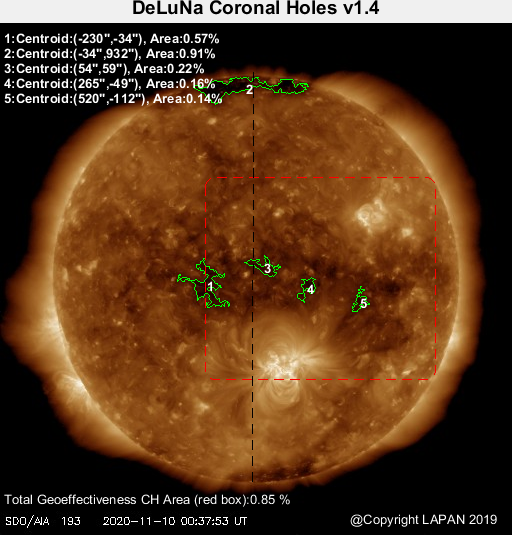 DeLuNa Coronal Holes v1.4
1:Centroid:(-230",-34"), Area:0.57%
2:Centroid:(-34",932"), Area:0.91%
3:Centroid:(54",59"), Area:0.22%
4:Centroid:(265",-49"), Area:0.16%
5:Centroid:(520",-112"), Area:0.14%
2
3
1
4
5
Total Geoeffectiveness CH Area (red box):0.85 %
SDO/AIA 193 2020-11-10 00:37:53 UT
@Copyright LAPAN 2019